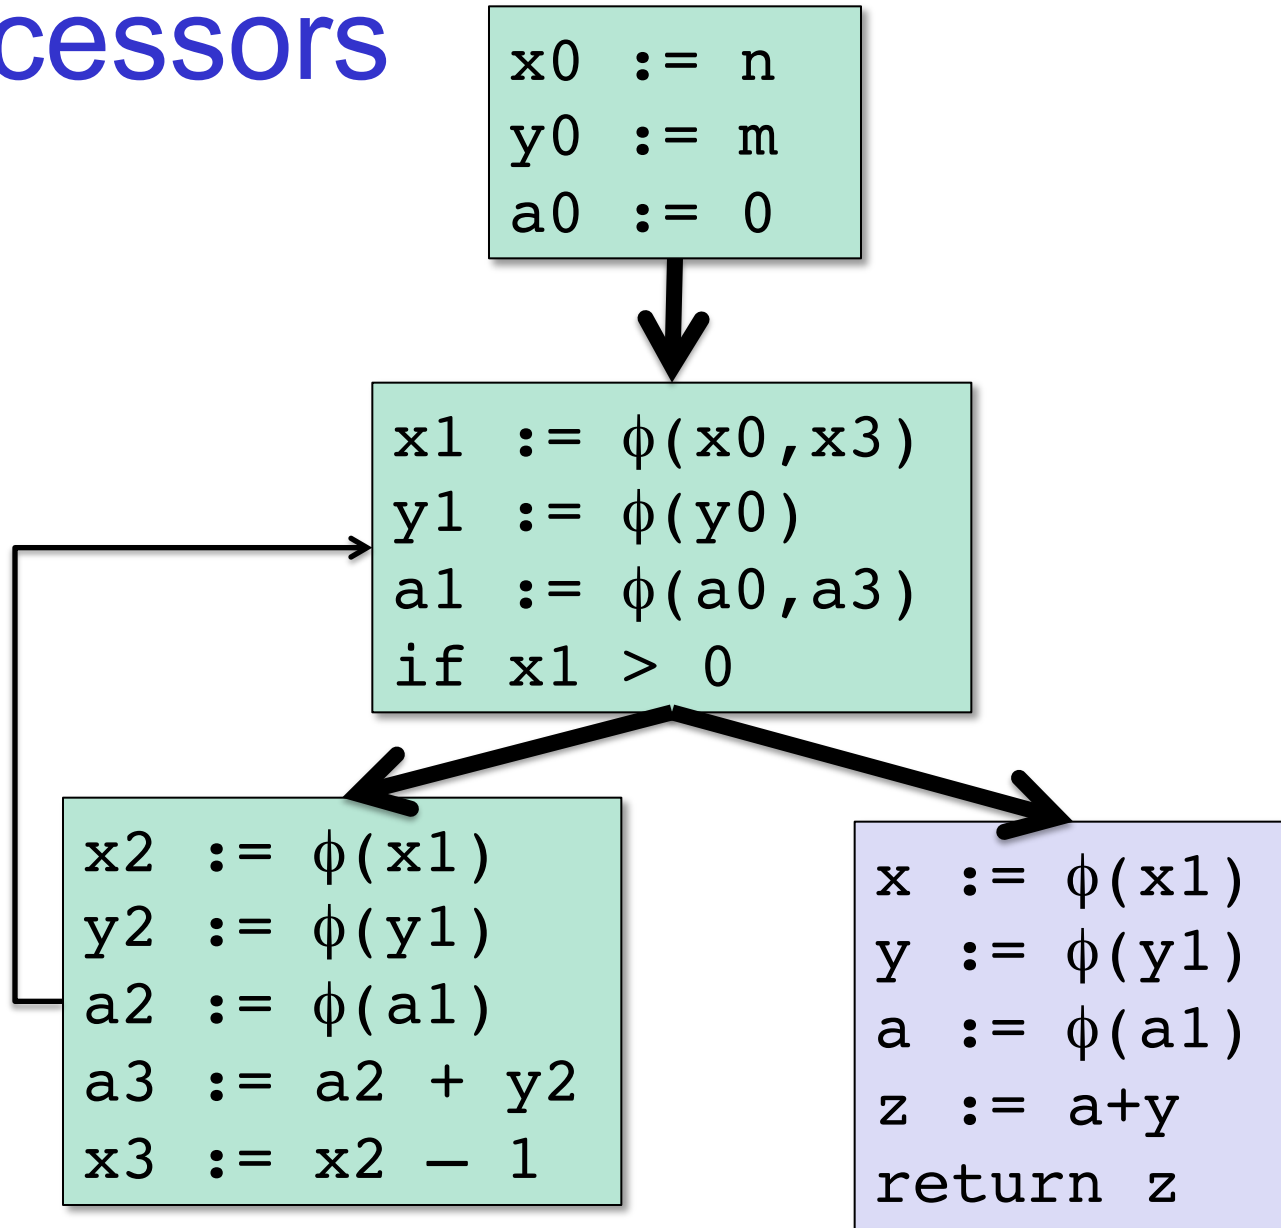 cessors
x0 := n
y0 := m
a0 := 0
x1 := ϕ(x0,x3)
y1 := ϕ(y0)
a1 := ϕ(a0,a3)
if x1 > 0
x2 := ϕ(x1)
y2 := ϕ(y1)
a2 := ϕ(a1)
a3 := a2 + y2
x3 := x2 – 1
x := ϕ(x1)
y := ϕ(y1)
a := ϕ(a1)
z := a+y
return z